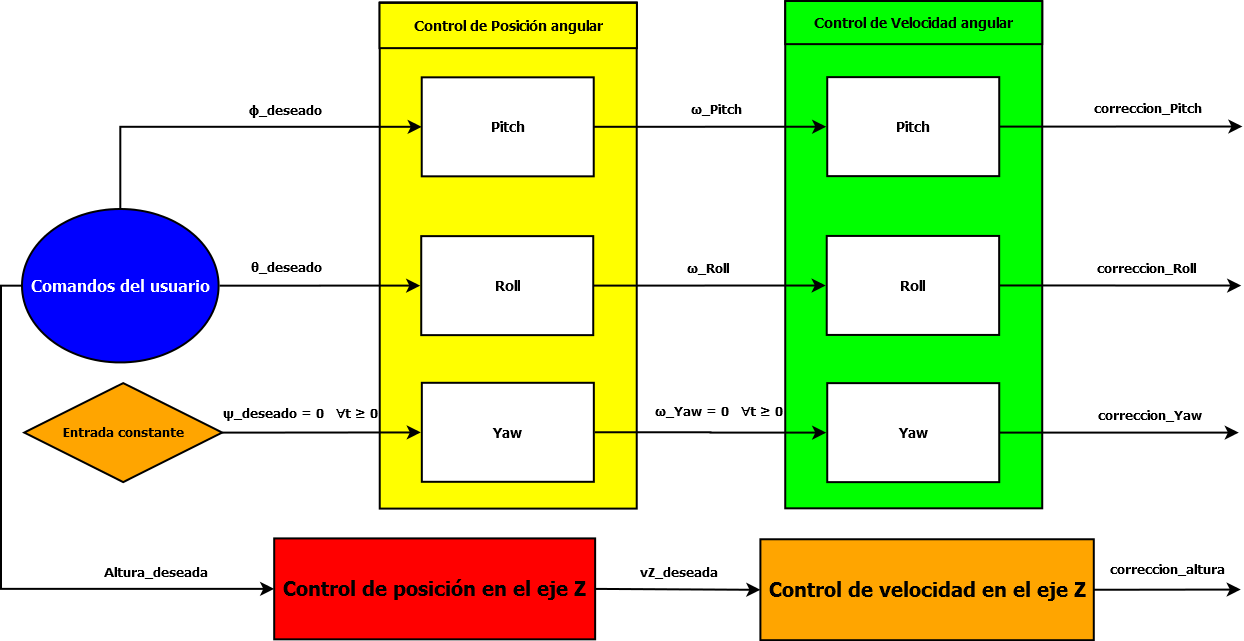 Control de Posición angular
Control de Velocidad angular
ϕ_deseado
Pitch
ω_Pitch
Pitch
correccion_Pitch
Comandos del usuario
θ_deseado
Roll
ω_Roll
Roll
correccion_Roll
Entrada constante
ψ_deseado = 0 ∀t ≥ 0
Yaw
ω_Yaw = 0 ∀t ≥ 0
Yaw
correccion_Yaw
Altura_deseada
Control de posición en el eje Z
vZ_deseada
Control de velocidad en el eje Z
correccion_altura